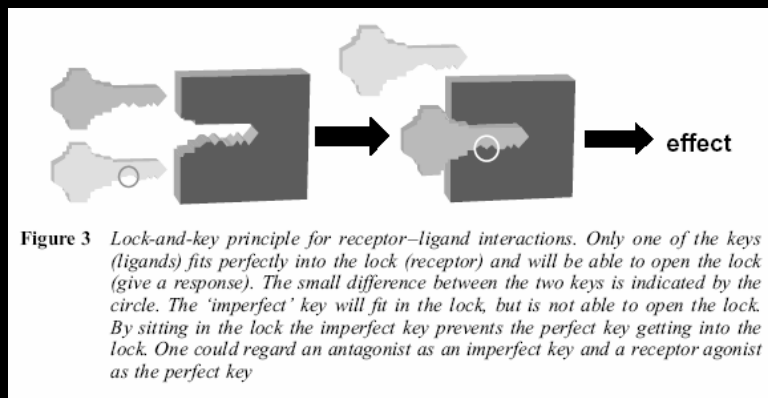 effect
Figure 3 Lock-and-key principle for receptor–ligand interactions. Only one of the keys
(ligands) fits perfectly into the lock (receptor) and will be able to open the lock
(give a response). The small difference between the two keys is indicated by the
circle. The ‘imperfect’ key will fit in the lock, but is not able to open the lock.
By sitting in the lock the imperfect key prevents the perfect key getting into the
lock. One could regard an antagonist as an imperfect key and a receptor agonist
as the perfect key